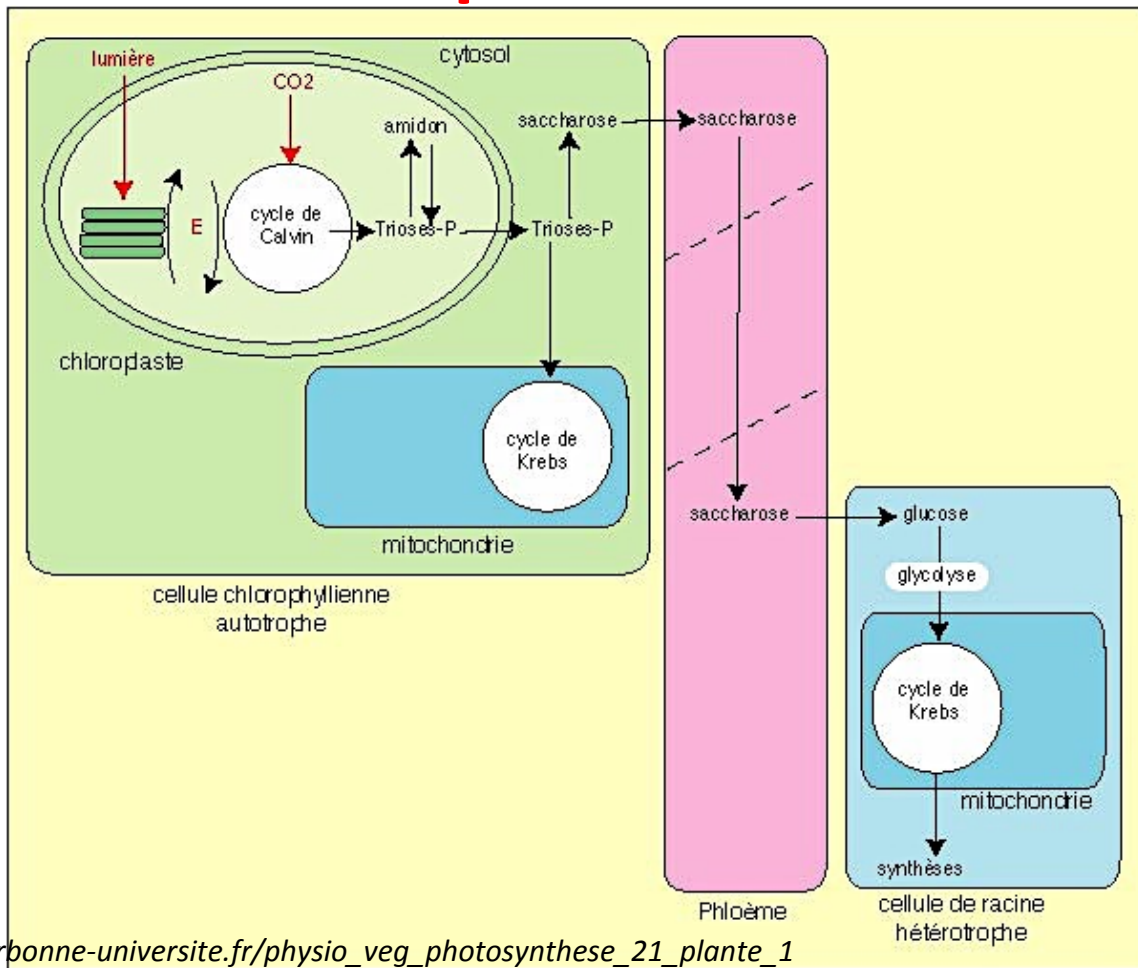 lumière
cytosol
CO2
amidon
saccharose
saccharose
E
cycle de
Calvin
Trioses-P
Trioses-P
chloroplaste
cycle de
Krebs
mitochondrie
cellule chlorophyllienne
autotrophe
saccharose
glucose
glycolyse
cycle de
Krebs
mitochondrie
synthèses
Phloème
cellule de racine
hétérotrophe
rbonne-universite.fr/physio_veg_photosynthese_21_plante_1